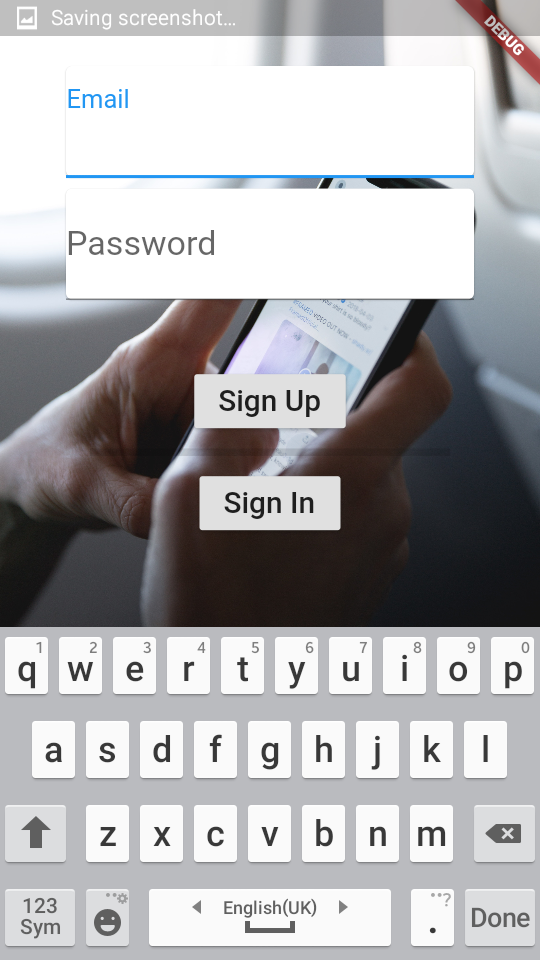 Saving screenshot...
DEBUG
Email
Password
Sign Up
Sign In
1 2 3 4 5 6 7 8 9 0
q w e r t y u i o p
a s d f g h j k l
z x c v b n m
123
Sym
English(UK)
?
.
Done